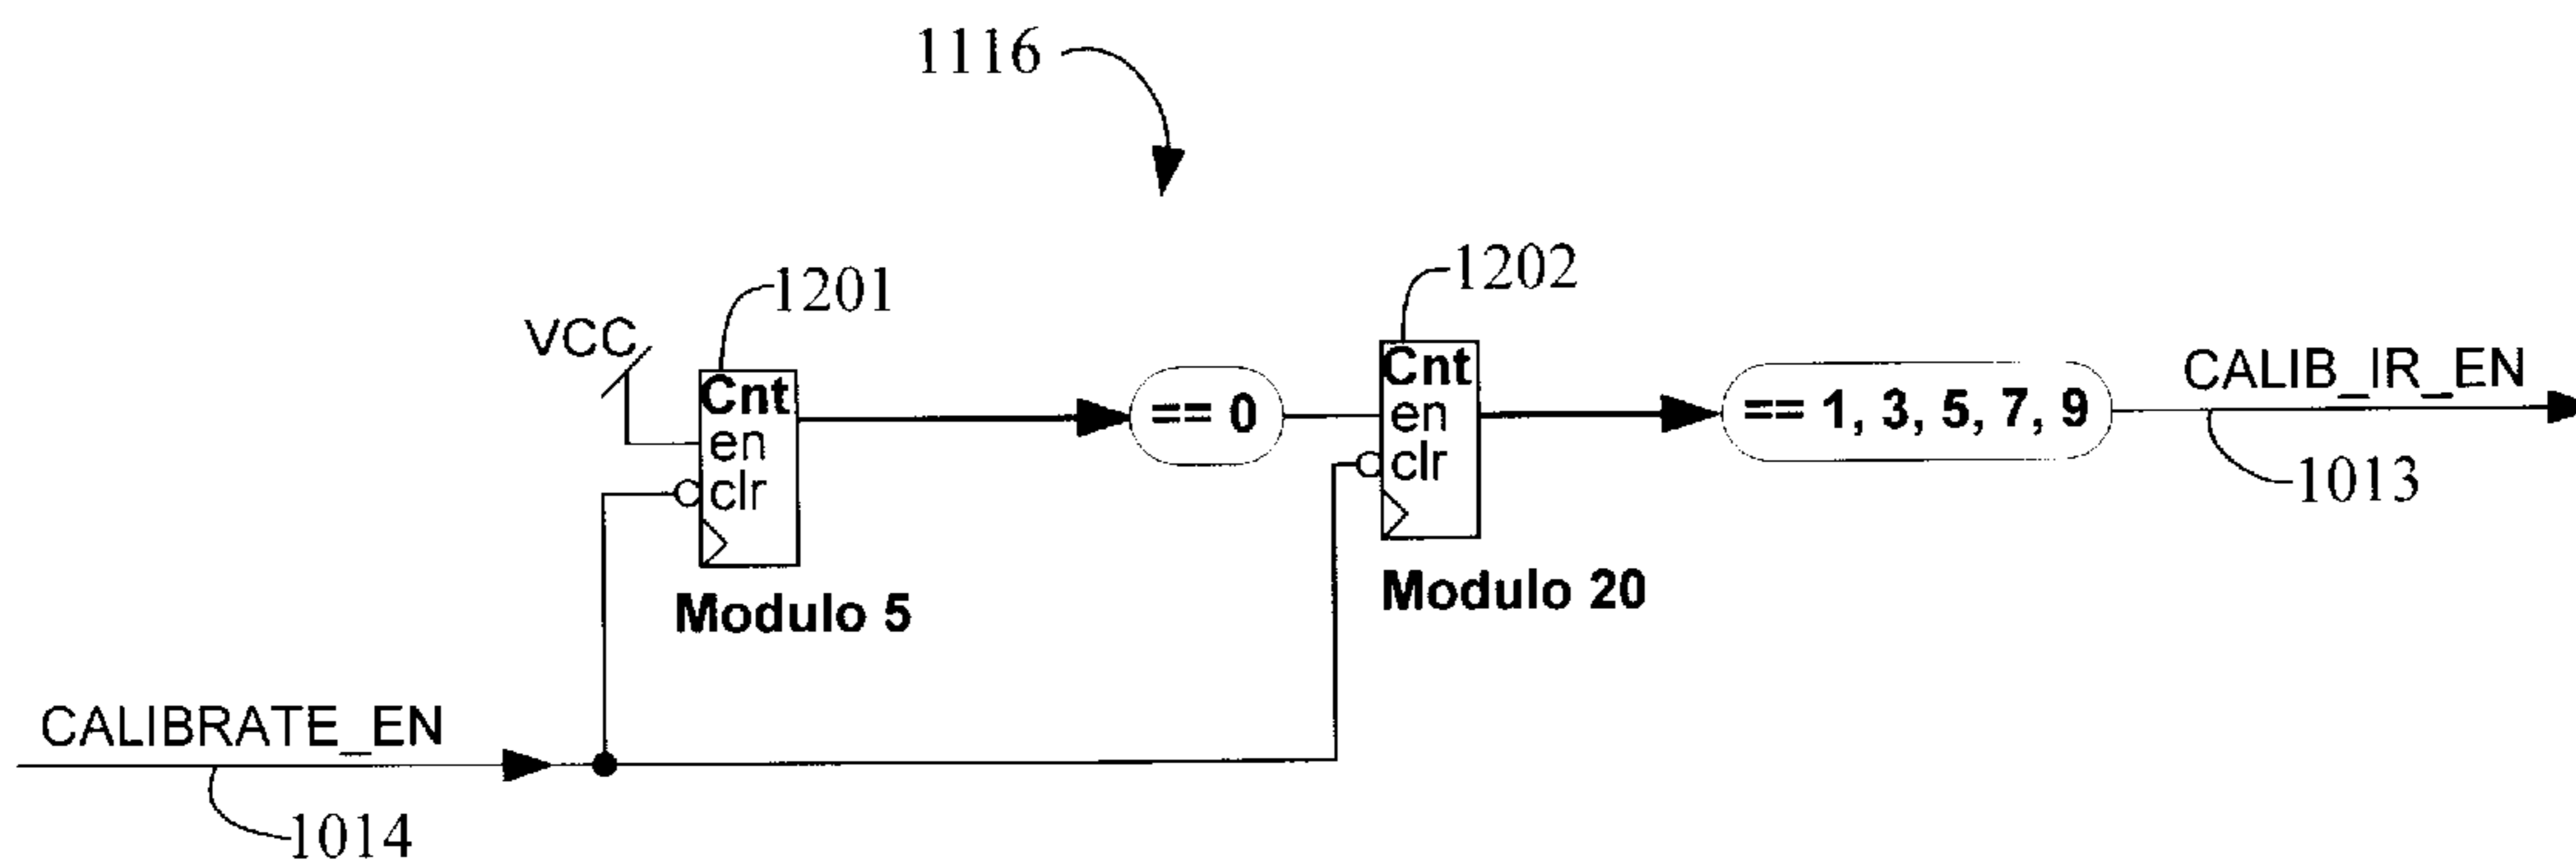 1116
1201
1202
VCC
Cnt
en
clr
Modulo 5
== 0
Cnt
en
clr
Modulo 20
== 1, 3, 5, 7, 9
CALIB_IR_EN
1013
CALIBRATE_EN
1014